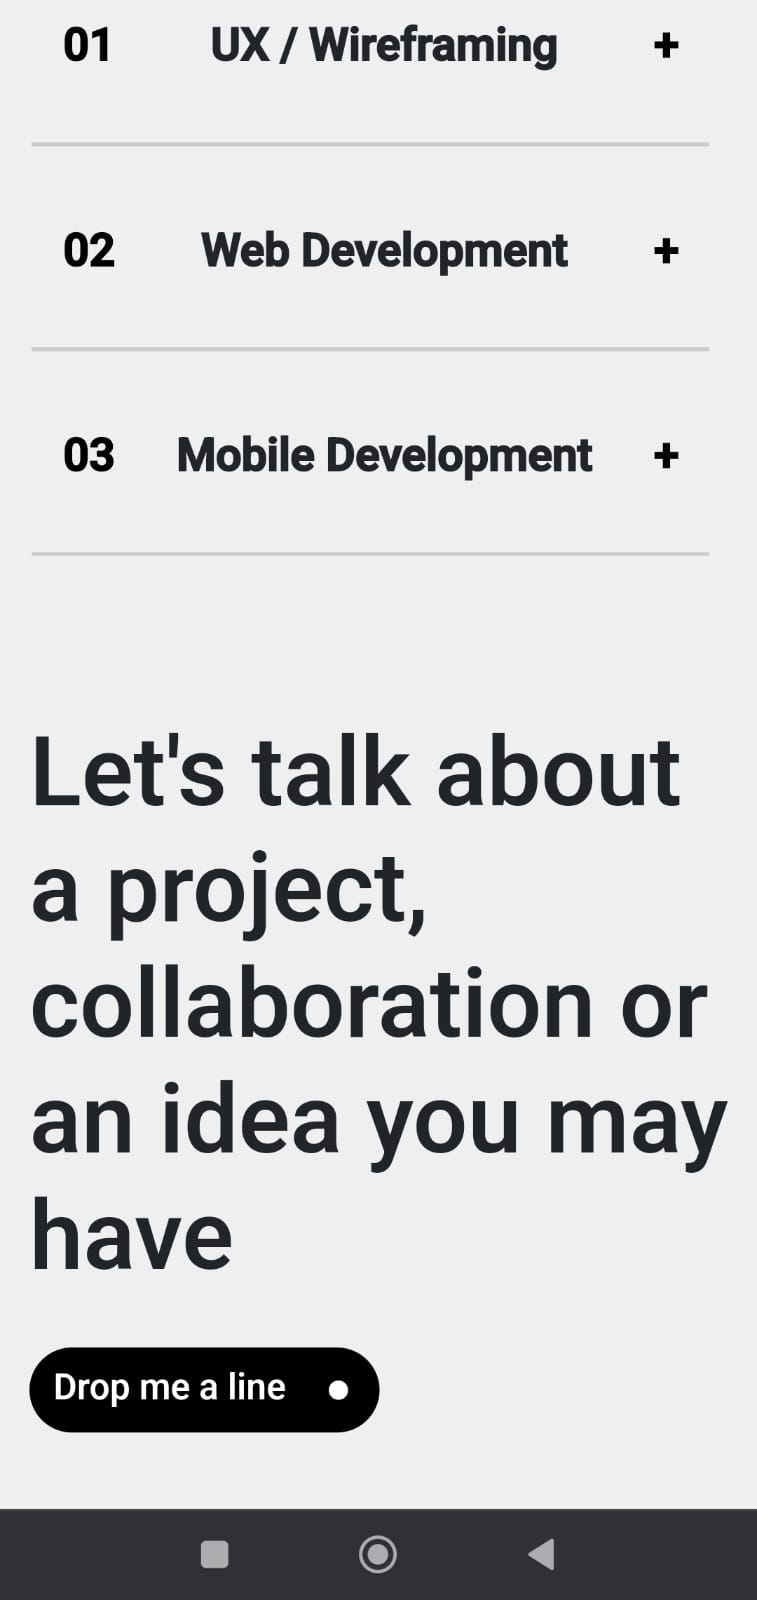 01 UX / Wireframing +
02 Web Development +
03 Mobile Development +
Let's talk about
a project,
collaboration or
an idea you may
have
Drop me a line